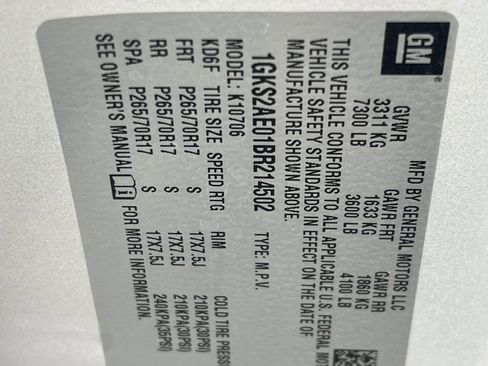 GM
MFD BY GENERAL MOTORS LLC
GVWR GAWR FRT GAWR RR
3311 KG 1633 KG 1860 KG
7300 LB 3600 LB 4100 LB
THIS VEHICLE CONFORMS TO ALL APPLICABLE U.S. FEDERAL MOT
VEHICLE SAFETY STANDARDS IN EFFECT ON THE DATE OF
MANUFACTURE SHOWN ABOVE.
1GKS2AE01BR214502 TYPE: M.P.V.
MODEL: K10706
KD6F TIRE SIZE SPEED RTG RIM COLD TIRE PRESS
FRT P265/70R17 S 17X7.5J 210KPA(30PSI)
RR P265/70R17 S 17X7.5J 210KPA(30PSI)
SPA P265/70R17 S 17X7.5J 240KPA(35PSI)
SEE OWNER'S MANUAL FOR MORE INFORMATION.